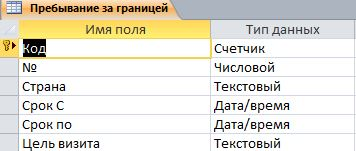 Пребывание за границей
Имя поля Тип данных
Код Счетчик
№ Числовой
Страна Текстовый
Срок С Дата/время
Срок по Дата/время
Цель визита Текстовый